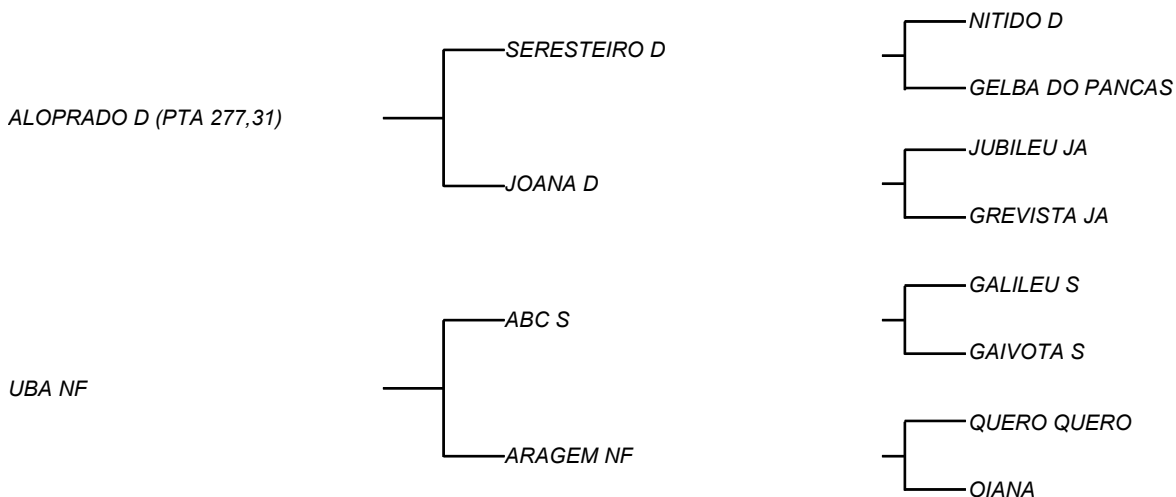 NITIDO D
SERESTEIRO D
GELBA DO PANCAS
ALOPRADO D (PTA 277,31)
JUBILEU JA
JOANA D
GREVISTA JA
GALILEU S
ABC S
GAIVOTA S
UBA NF
QUERO QUERO
ARAGEM NF
OIANA